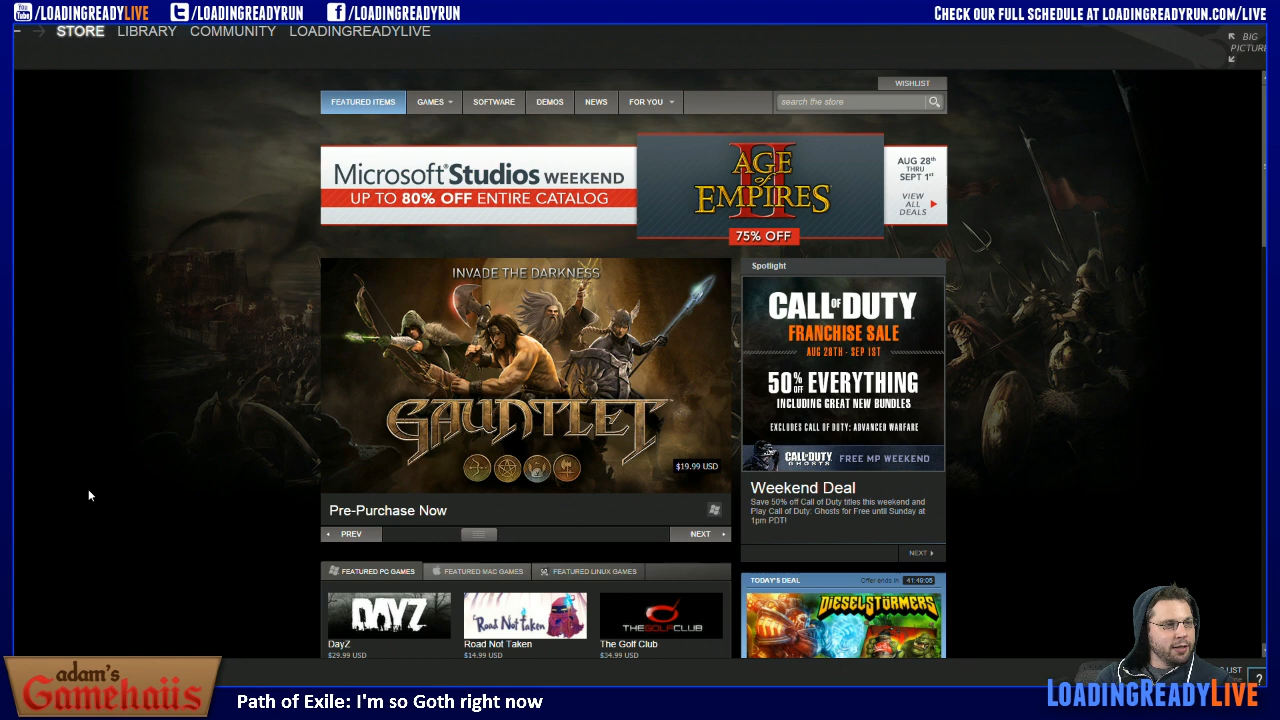 /LOADINGREADYLIVE /LOADINGREADYRUN /LOADINGREADYRUN CHECK OUR FULL SCHEDULE AT LOADINGREADYRUN.COM/LIVE
STORE LIBRARY COMMUNITY LOADINGREADYLIVE
BIG
PICTURE
WISHLIST
FEATURED ITEMS GAMES SOFTWARE DEMOS NEWS FOR YOU search the store
Microsoft Studios WEEKEND
UP TO 80% OFF ENTIRE CATALOG
AGE
of
EMPIRES
II
75% OFF
AUG 28th
THRU
SEPT 1st
VIEW
ALL
DEALS
INVADE THE DARKNESS
GAUNTLET
$19.99 USD
Pre-Purchase Now
PREV NEXT
Spotlight
CALL OF DUTY
FRANCHISE SALE
AUG 28TH - SEP 1ST
50% OFF EVERYTHING
INCLUDING GREAT NEW BUNDLES
EXCLUDES CALL OF DUTY: ADVANCED WARFARE
CALL OF DUTY GHOSTS FREE MP WEEKEND
Weekend Deal
Save 50% off Call of Duty titles this weekend and
Play Call of Duty: Ghosts for Free until Sunday at
1pm PDT!
NEXT
FEATURED PC GAMES FEATURED MAC GAMES FEATURED LINUX GAMES
DAYZ Road Not Taken THE GOLF CLUB
DayZ Road Not Taken The Golf Club
$29.99 USD $14.99 USD $34.99 USD
TODAY'S DEAL Offer ends in 41:49:05
DIESELSTÖRMERS
LIST
?
adam's
Gamehaüs
Path of Exile: I'm so Goth right now
LOADINGREADYLIVE